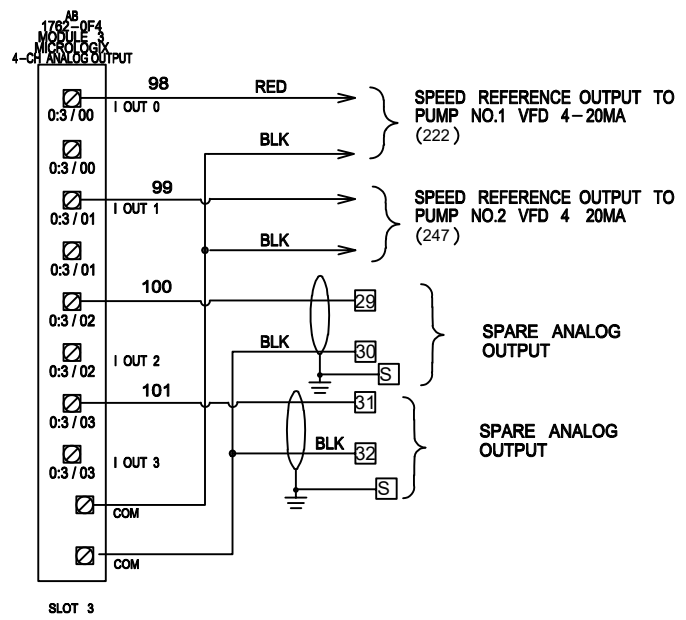 AB
1762-0F4
MODULE 3
MICROLOGIX
4-CH ANALOG OUTPUT
98
RED
0:3 / 00
I OUT 0
SPEED REFERENCE OUTPUT TO
PUMP NO.1 VFD 4-20MA
(222)
BLK
0:3 / 00
99
0:3 / 01
I OUT 1
SPEED REFERENCE OUTPUT TO
PUMP NO.2 VFD 4 20MA
(247)
BLK
0:3 / 01
100
29
0:3 / 02
SPARE ANALOG
OUTPUT
BLK
30
0:3 / 02
I OUT 2
S
101
31
0:3 / 03
SPARE ANALOG
OUTPUT
BLK
32
0:3 / 03
I OUT 3
S
COM
COM
SLOT 3